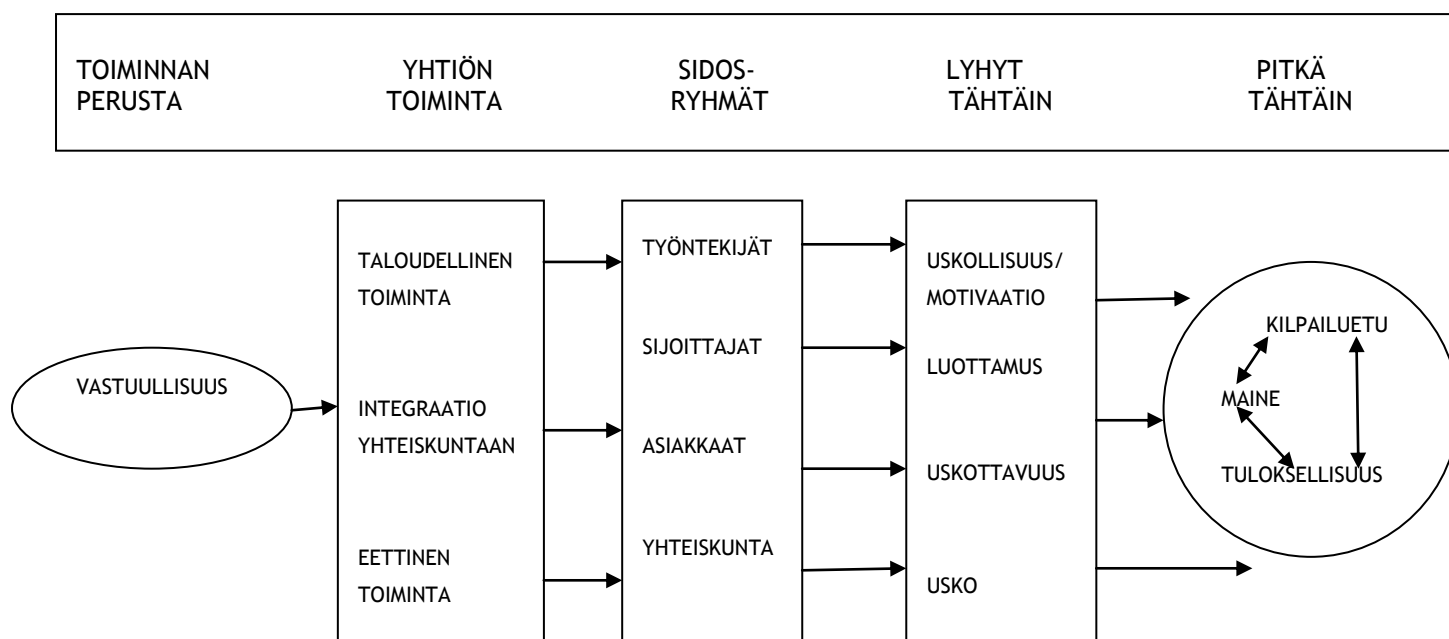 TOIMINNAN
PERUSTA
YHTIÖN
TOIMINTA
SIDOS-
RYHMÄT
LYHYT
TÄHTÄIN
PITKÄ
TÄHTÄIN
VASTUULLISUUS
TALOUDELLINEN
TOIMINTA
INTEGRAATIO
YHTEISKUNTAAN
EETTINEN
TOIMINTA
TYÖNTEKIJÄT
SIJOITTAJAT
ASIAKKAAT
YHTEISKUNTA
USKOLLISUUS/
MOTIVAATIO
LUOTTAMUS
USKOTTAVUUS
USKO
KILPAILUETU
MAINE
TULOKSELLISUUS